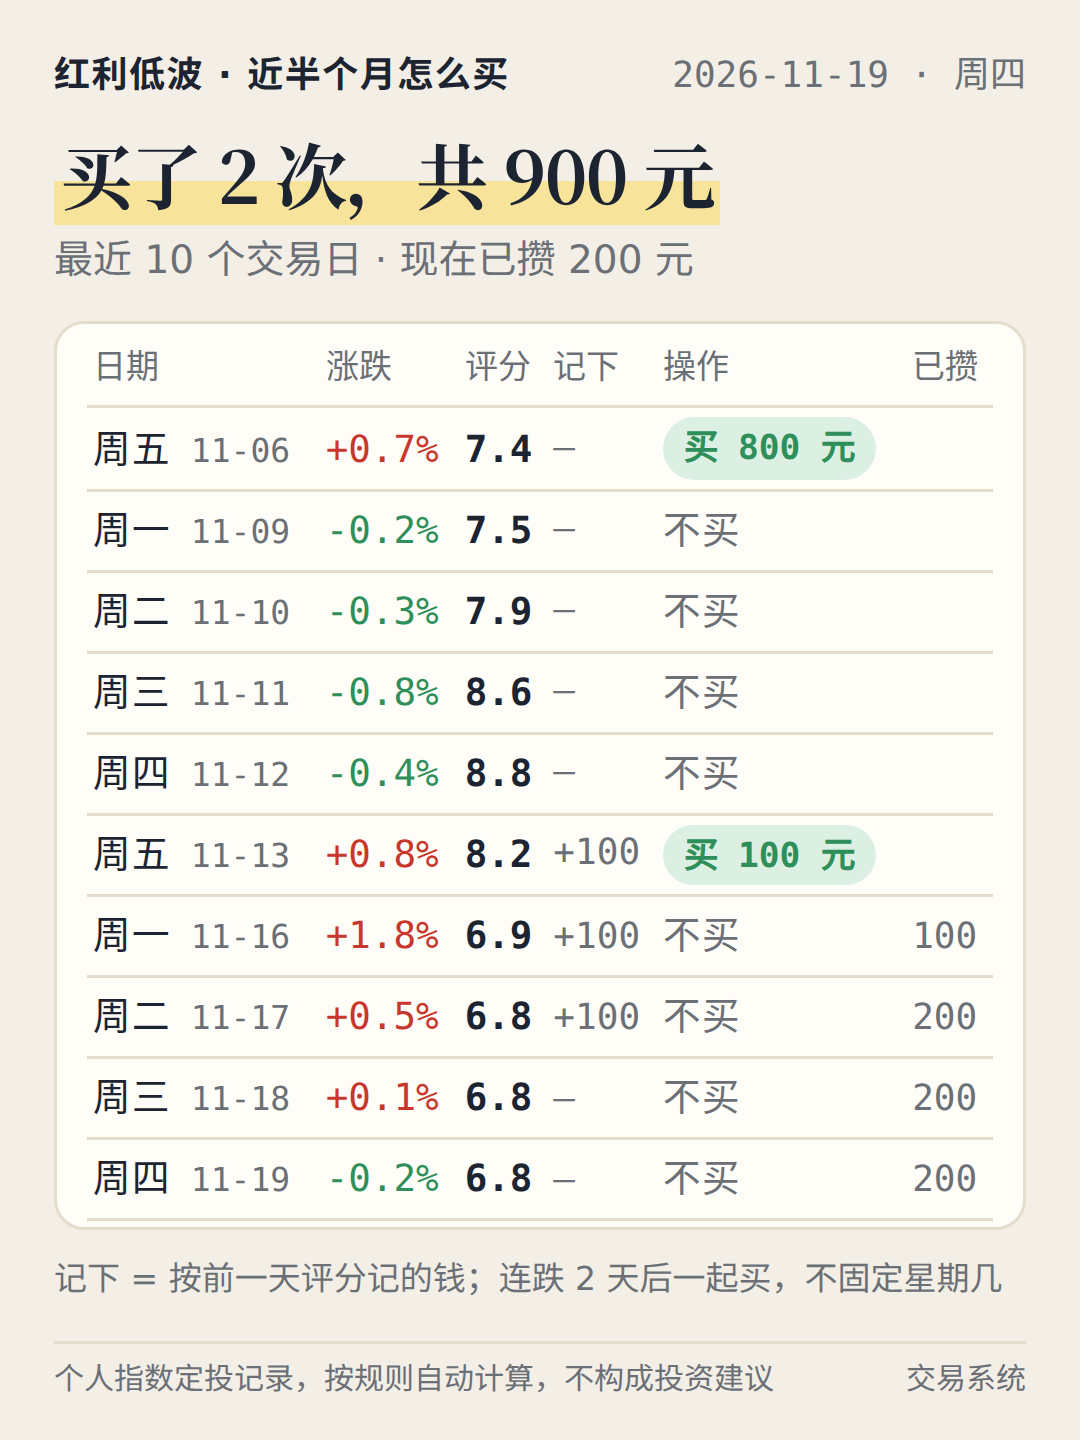 红利低波 · 近半个月怎么买 2026-11-19 · 周四
买了 2 次，共 900 元
最近 10 个交易日 · 现在已攒 200 元
日期 涨跌 评分 记下 操作 已攒
周五 11-06 +0.7% 7.4 — 买 800 元
周一 11-09 -0.2% 7.5 — 不买
周二 11-10 -0.3% 7.9 — 不买
周三 11-11 -0.8% 8.6 — 不买
周四 11-12 -0.4% 8.8 — 不买
周五 11-13 +0.8% 8.2 +100 买 100 元
周一 11-16 +1.8% 6.9 +100 不买 100
周二 11-17 +0.5% 6.8 +100 不买 200
周三 11-18 +0.1% 6.8 — 不买 200
周四 11-19 -0.2% 6.8 — 不买 200
记下 = 按前一天评分记的钱；连跌 2 天后一起买，不固定星期几
个人指数定投记录，按规则自动计算，不构成投资建议 交易系统